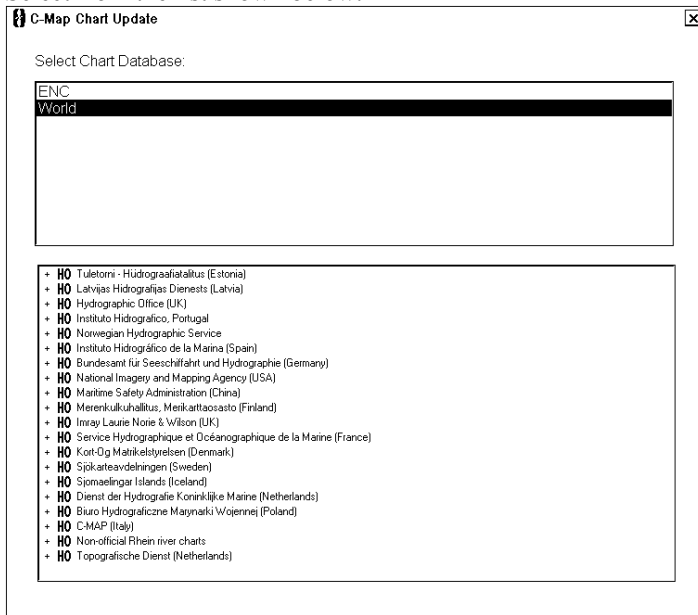 C-Map Chart Update
Select Chart Database:
ENC
World
+ HO Tuletorni - Hüdrograafiatalitus (Estonia)
+ HO Latvijas Hidrografijas Dienests (Latvia)
+ HO Hydrographic Office (UK)
+ HO Instituto Hidrografico, Portugal
+ HO Norwegian Hydrographic Service
+ HO Instituto Hidrográfico de la Marina (Spain)
+ HO Bundesamt für Seeschiffahrt und Hydrographie (Germany)
+ HO National Imagery and Mapping Agency (USA)
+ HO Maritime Safety Administration (China)
+ HO Merenkulkuhallitus, Merikarttaosasto (Finland)
+ HO Imray Laurie Norie & Wilson (UK)
+ HO Service Hydrographique et Océanographique de la Marine (France)
+ HO Kort-Og Matrikelstyrelsen (Denmark)
+ HO Sjökarteavdelningen (Sweden)
+ HO Sjomaelingar Islands (Iceland)
+ HO Dienst der Hydrografie Koninklijke Marine (Netherlands)
+ HO Biuro Hydrograficzne Marynarki Wojennej (Poland)
+ HO C-MAP (Italy)
+ HO Non-official Rhein river charts
+ HO Topografische Dienst (Netherlands)